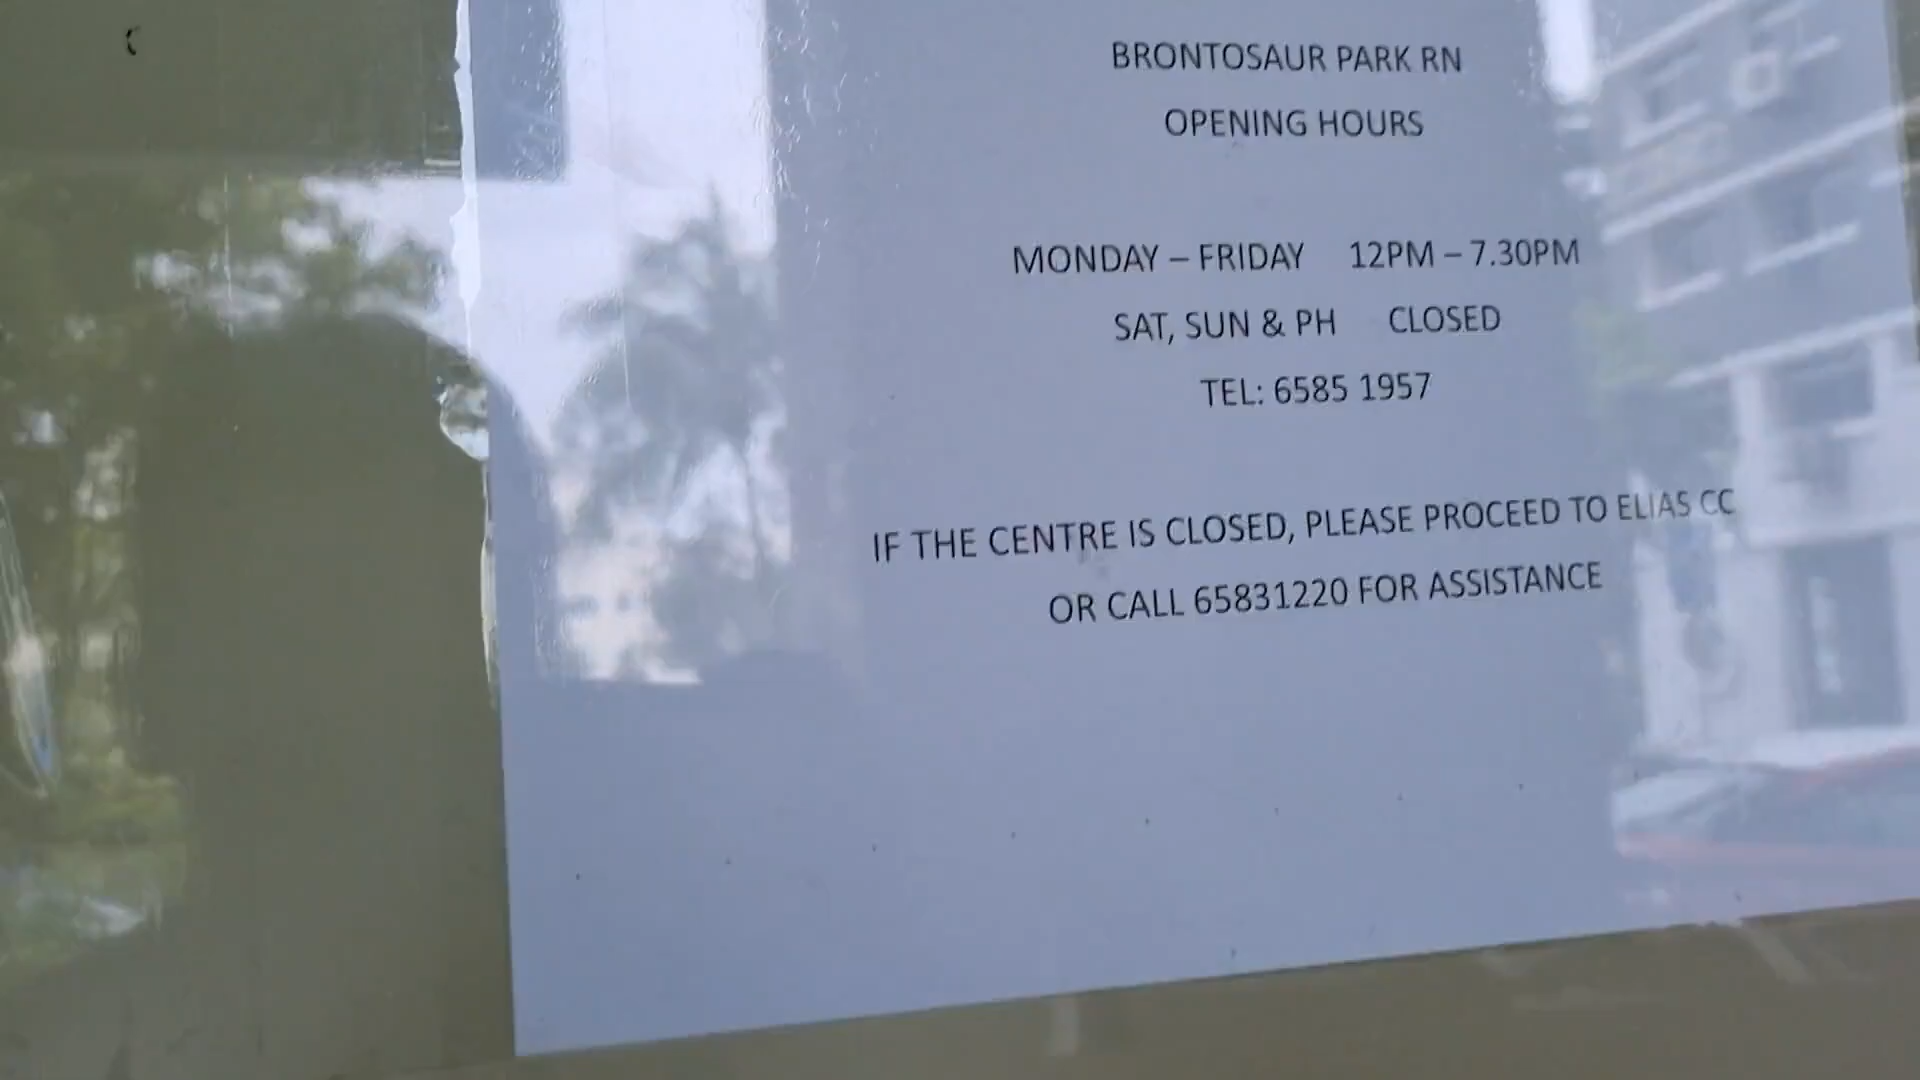 BRONTOSAUR PARK RN
OPENING HOURS
MONDAY – FRIDAY 12PM – 7.30PM
SAT, SUN & PH CLOSED
TEL: 6585 1957
IF THE CENTRE IS CLOSED, PLEASE PROCEED TO ELIAS CC
OR CALL 65831220 FOR ASSISTANCE